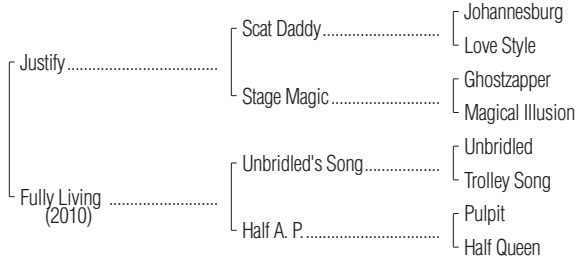 Johannesburg
Scat Daddy
Love Style
Justify
Ghostzapper
Stage Magic
Magical Illusion
Unbridled
Unbridled's Song
Trolley Song
Fully Living
(2010)
Pulpit
Half A. P.
Half Queen